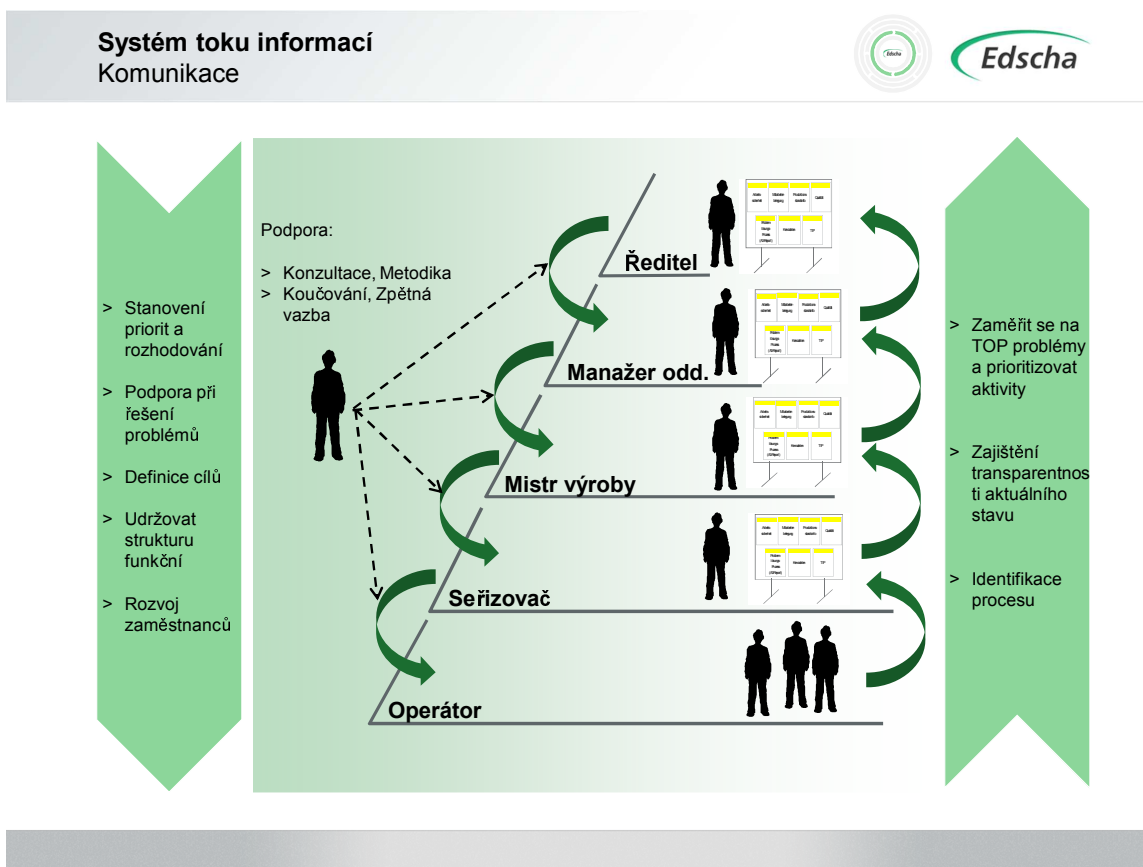 Systém toku informací
Komunikace
Edscha
Edscha
Podpora:
> Konzultace, Metodika
> Koučování, Zpětná
vazba
> Stanovení
priorit a
rozhodování
> Podpora při
řešení
problémů
> Definice cílů
> Udržovat
strukturu
funkční
> Rozvoj
zaměstnanců
Ředitel
Manažer odd.
Mistr výroby
Seřizovač
Operátor
> Zaměřit se na
TOP problémy
a prioritizovat
aktivity
> Zajištění
transparentnos
ti aktuálního
stavu
> Identifikace
procesu